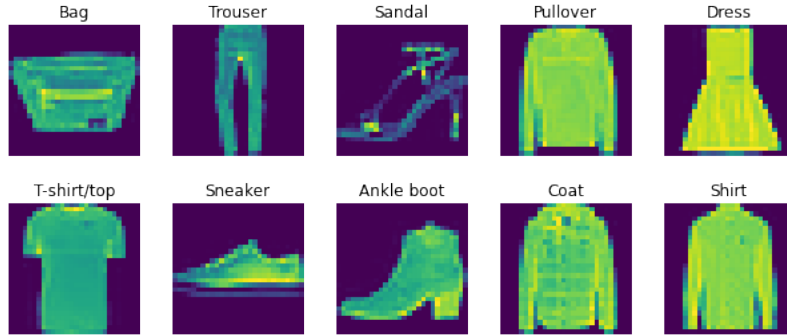 Bag
Trouser
Sandal
Pullover
Dress
T-shirt/top
Sneaker
Ankle boot
Coat
Shirt